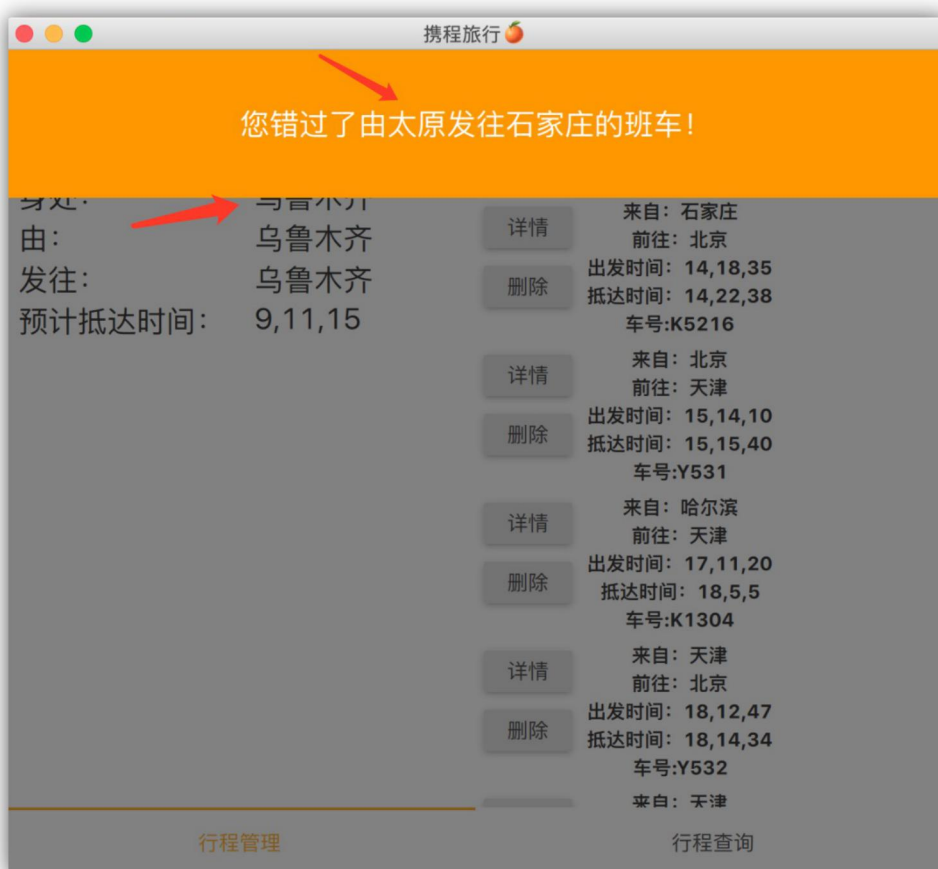 携程旅行
您错过了由太原发往石家庄的班车！
身处： 乌鲁木齐
由： 乌鲁木齐
发往： 乌鲁木齐
预计抵达时间： 9,11,15
详情
删除
来自：石家庄
前往：北京
出发时间：14,18,35
抵达时间：14,22,38
车号:K5216
详情
删除
来自：北京
前往：天津
出发时间：15,14,10
抵达时间：15,15,40
车号:Y531
详情
删除
来自：哈尔滨
前往：天津
出发时间：17,11,20
抵达时间：18,5,5
车号:K1304
详情
删除
来自：天津
前往：北京
出发时间：18,12,47
抵达时间：18,14,34
车号:Y532
来自：天津
行程管理
行程查询